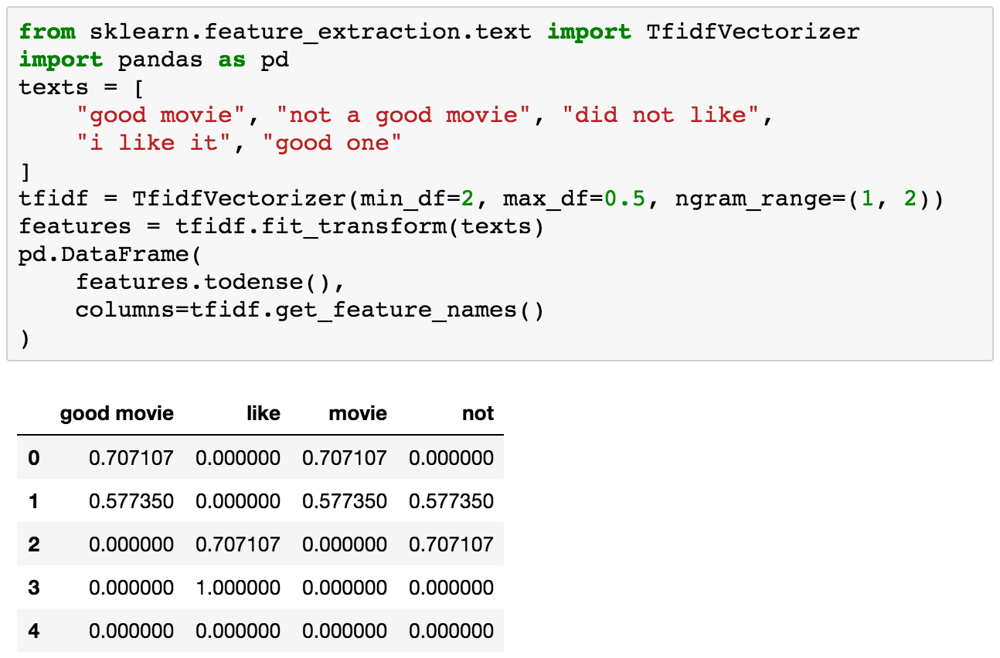 from sklearn.feature_extraction.text import TfidfVectorizer
import pandas as pd
texts = [
    "good movie", "not a good movie", "did not like",
    "i like it", "good one"
]
tfidf = TfidfVectorizer(min_df=2, max_df=0.5, ngram_range=(1, 2))
features = tfidf.fit_transform(texts)
pd.DataFrame(
    features.todense(),
    columns=tfidf.get_feature_names()
)
good movie like movie not
0 0.707107 0.000000 0.707107 0.000000
1 0.577350 0.000000 0.577350 0.577350
2 0.000000 0.707107 0.000000 0.707107
3 0.000000 1.000000 0.000000 0.000000
4 0.000000 0.000000 0.000000 0.000000